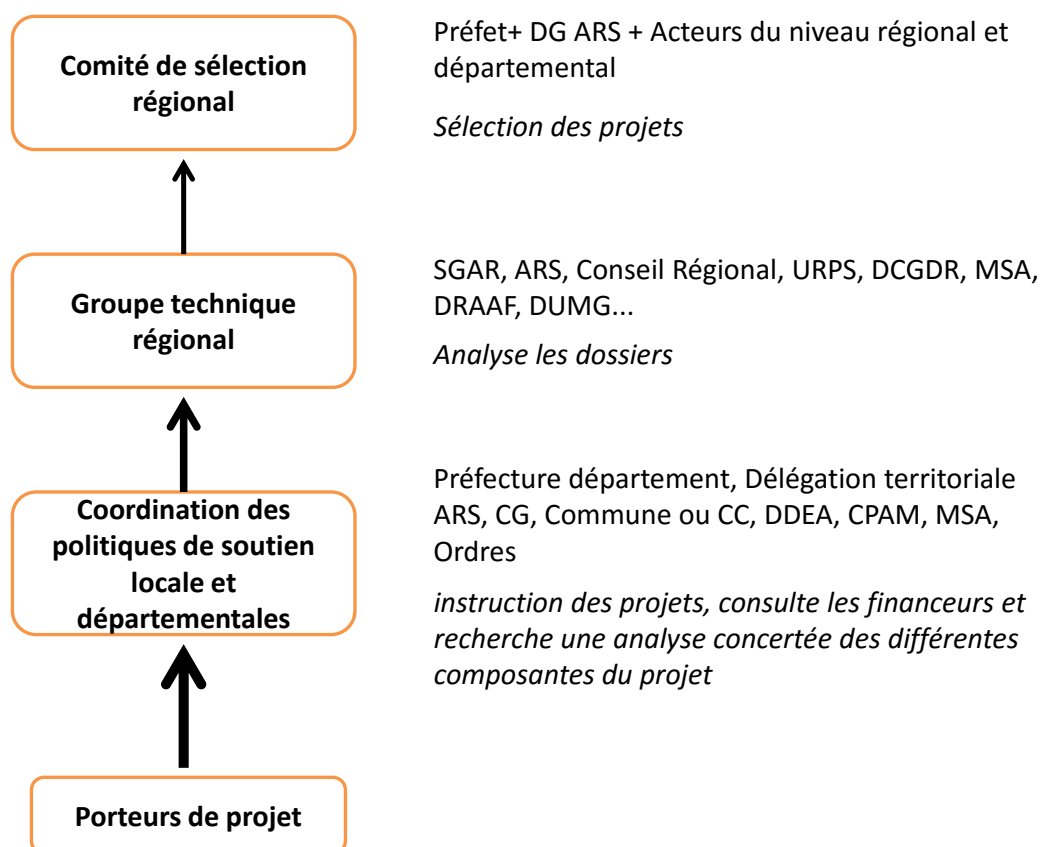 Comité de sélection
régional
Préfet+ DG ARS + Acteurs du niveau régional et
départemental
Sélection des projets
Groupe technique
régional
SGAR, ARS, Conseil Régional, URPS, DCGDR, MSA,
DRAAF, DUMG...
Analyse les dossiers
Coordination des
politiques de soutien
locale et
départementales
Préfecture département, Délégation territoriale
ARS, CG, Commune ou CC, DDEA, CPAM, MSA,
Ordres
instruction des projets, consulte les financeurs et
recherche une analyse concertée des différentes
composantes du projet
Porteurs de projet